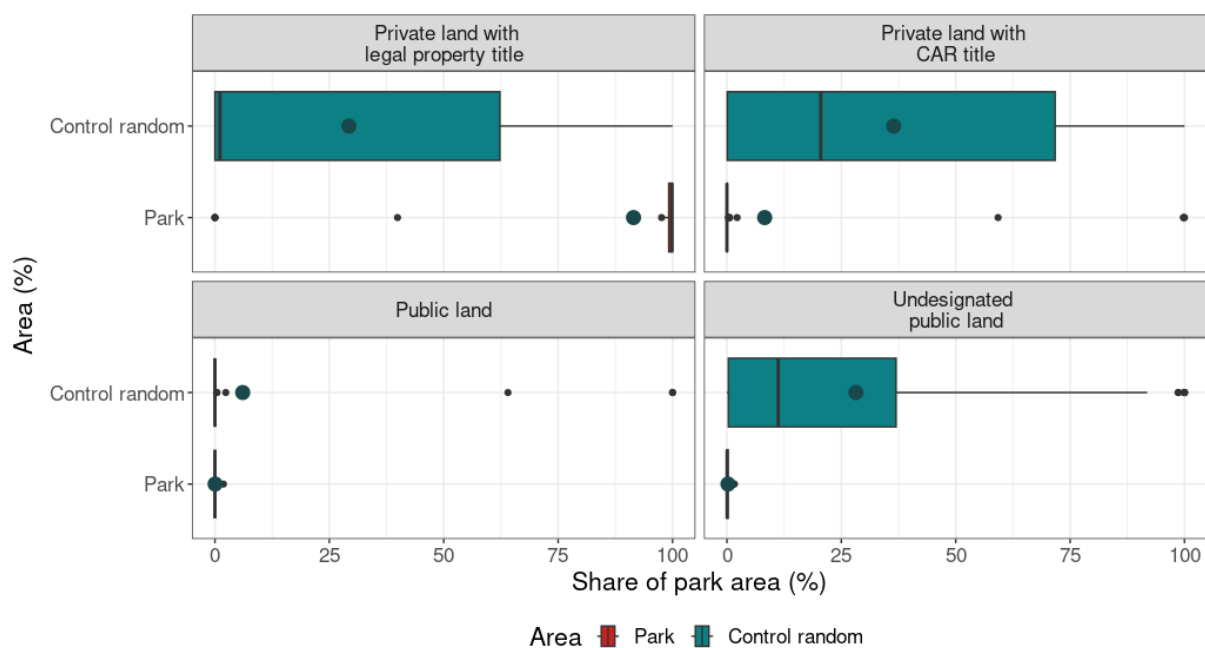 Private land with
legal property title
Private land with
CAR title
Control random
Park
Public land
Undesignated
public land
Control random
Park
Area (%)
0 25 50 75 100 0 25 50 75 100
Share of park area (%)
Area Park Control random